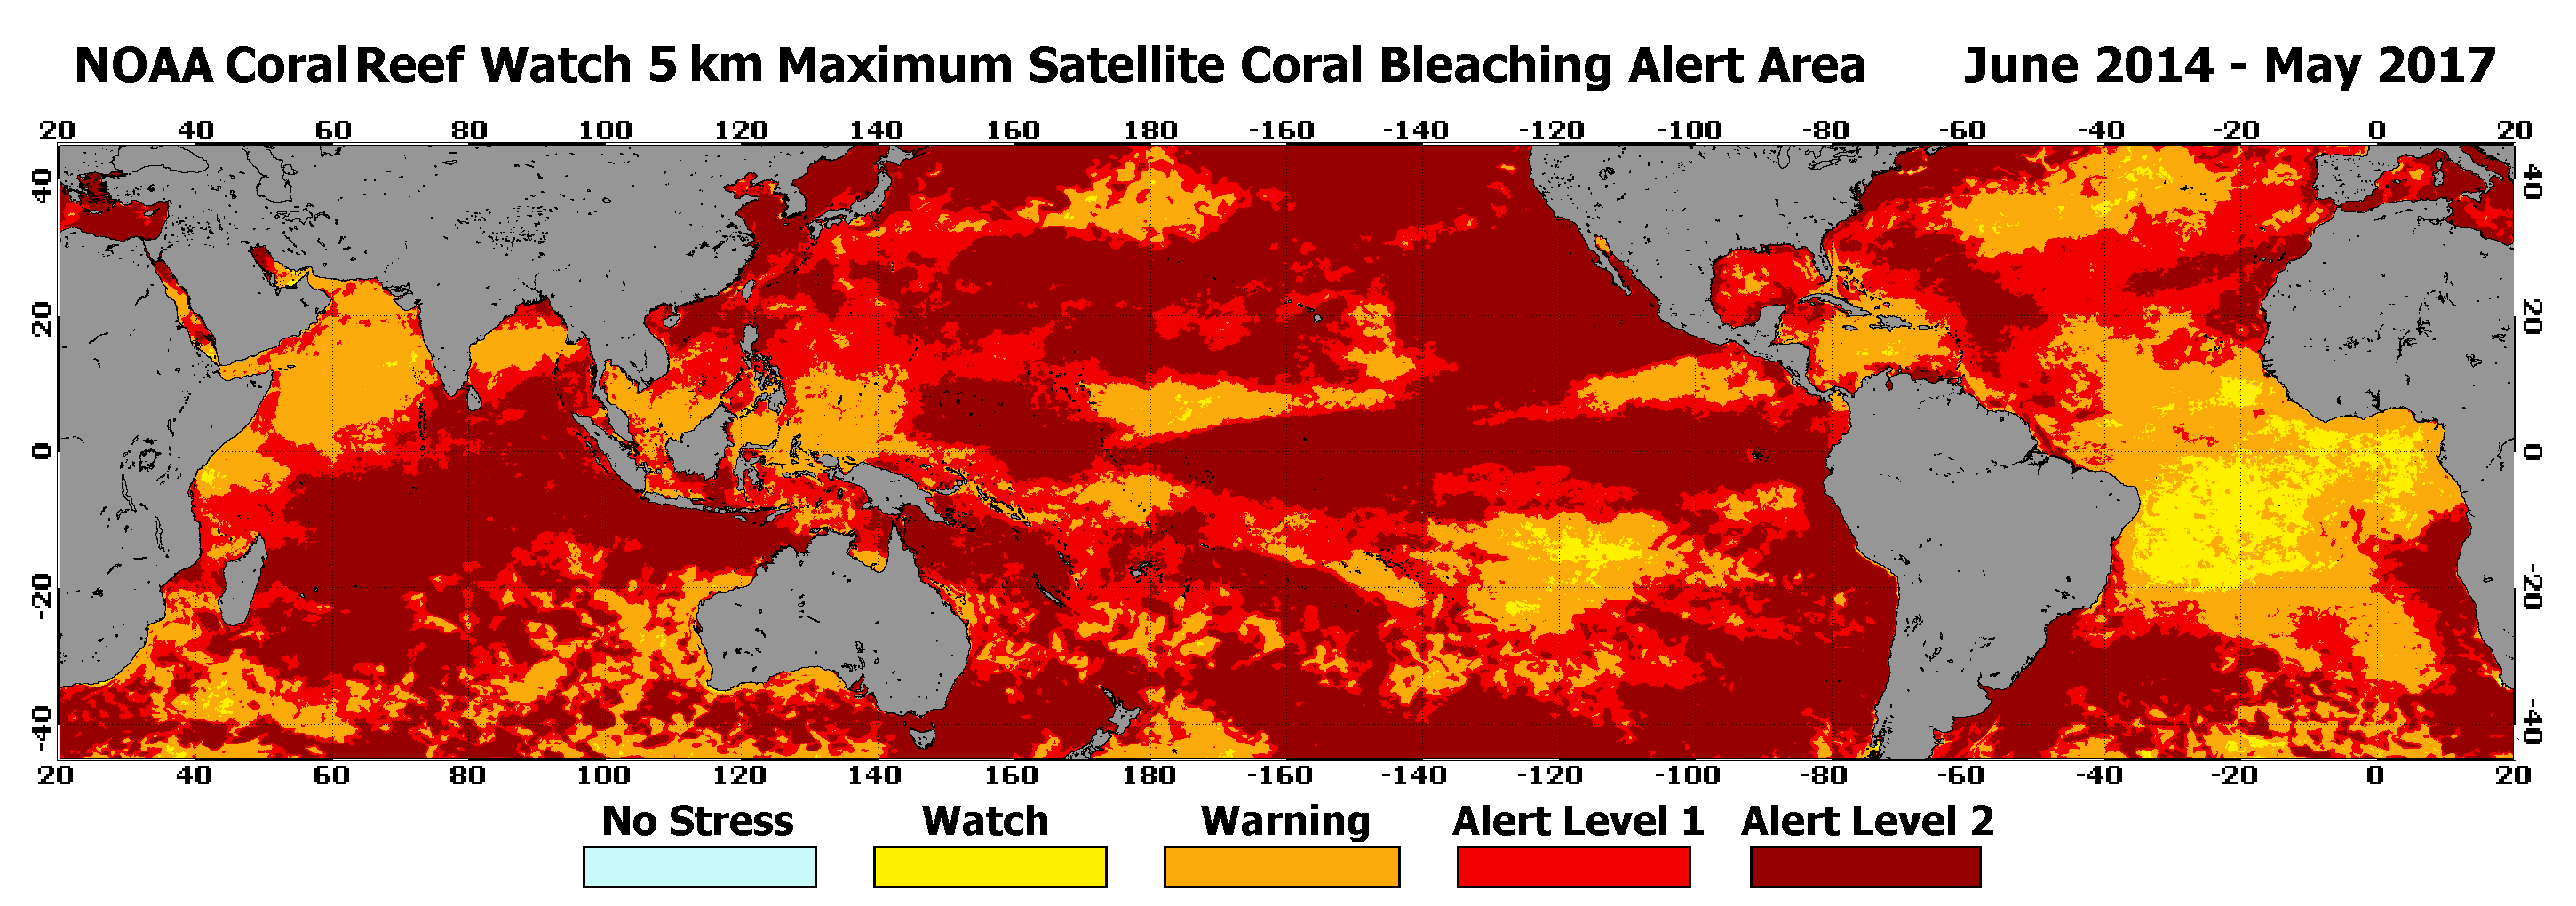 NOAA Coral Reef Watch 5 km Maximum Satellite Coral Bleaching Alert Area June 2014 - May 2017
20 40 60 80 100 120 140 160 180 -160 -140 -120 -100 -80 -60 -40 -20 0 20
40 40
20 20
0 0
-20 -20
-40 -40
20 40 60 80 100 120 140 160 180 -160 -140 -120 -100 -80 -60 -40 -20 0 20
No Stress Watch Warning Alert Level 1 Alert Level 2